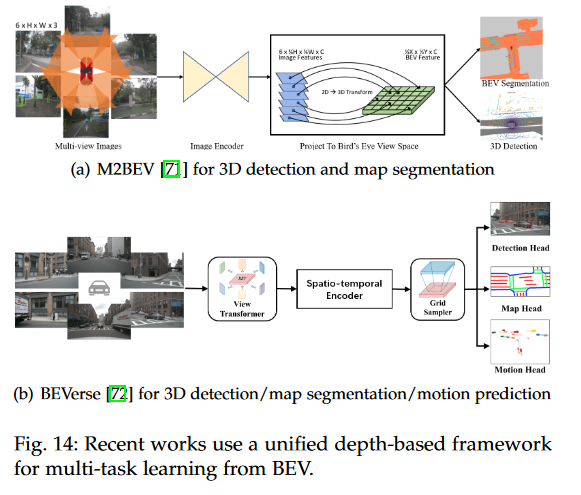 6 x H x W x 3
6 x ¼H x ¼W x C
Image Features
½X x ½Y x C
BEV Feature
2D → 3D Transform
BEV Segmentation
Multi-view Images
Image Encoder
Project To Bird's Eye View Space
3D Detection
(a) M2BEV [71] for 3D detection and map segmentation
Detection Head
View
Transformer
Spatio-temporal
Encoder
Grid
Sampler
Map Head
Motion Head
(b) BEVerse [72] for 3D detection/map segmentation/motion prediction
Fig. 14: Recent works use a unified depth-based framework
for multi-task learning from BEV.